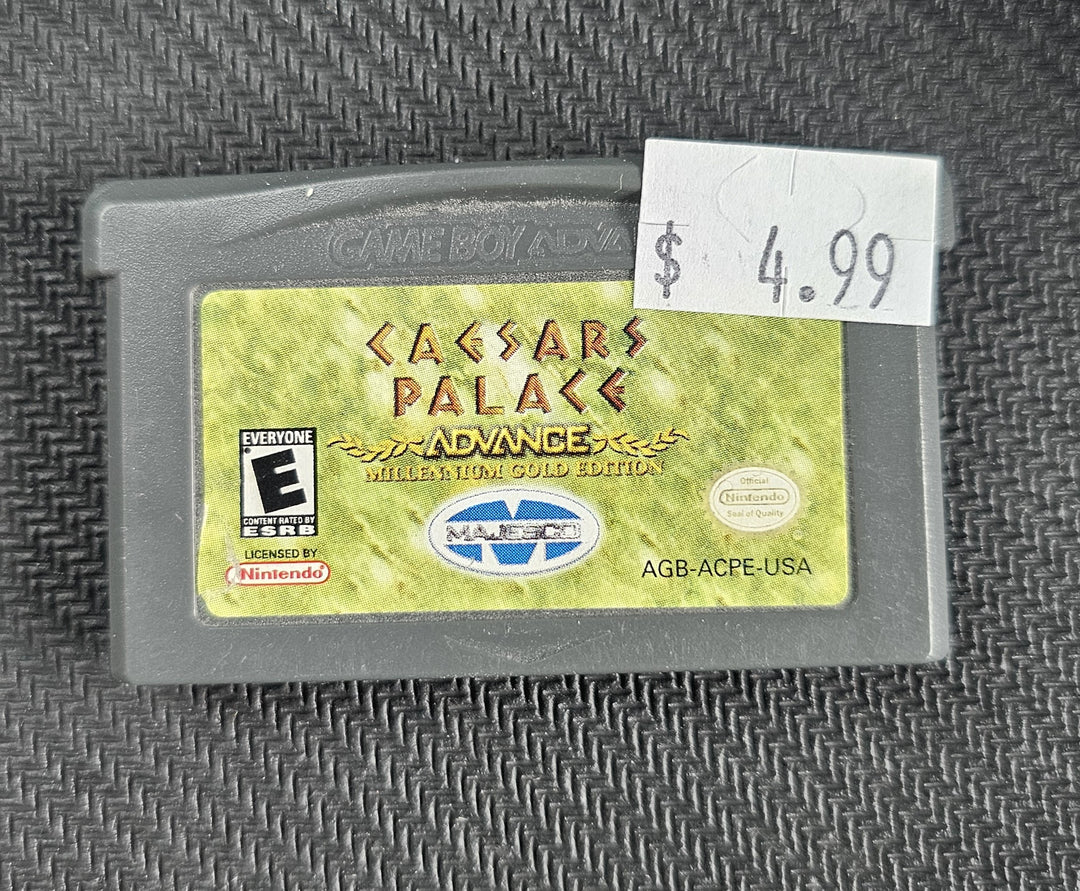 GAME BOY ADVA
$ 4.99
CAESARS
PALACE
ADVANCE
MILLENNIUM GOLD EDITION
EVERYONE
E
CONTENT RATED BY
ESRB
LICENSED BY
Nintendo®
MAJESCO
Official
Nintendo
Seal of Quality
AGB-ACPE-USA